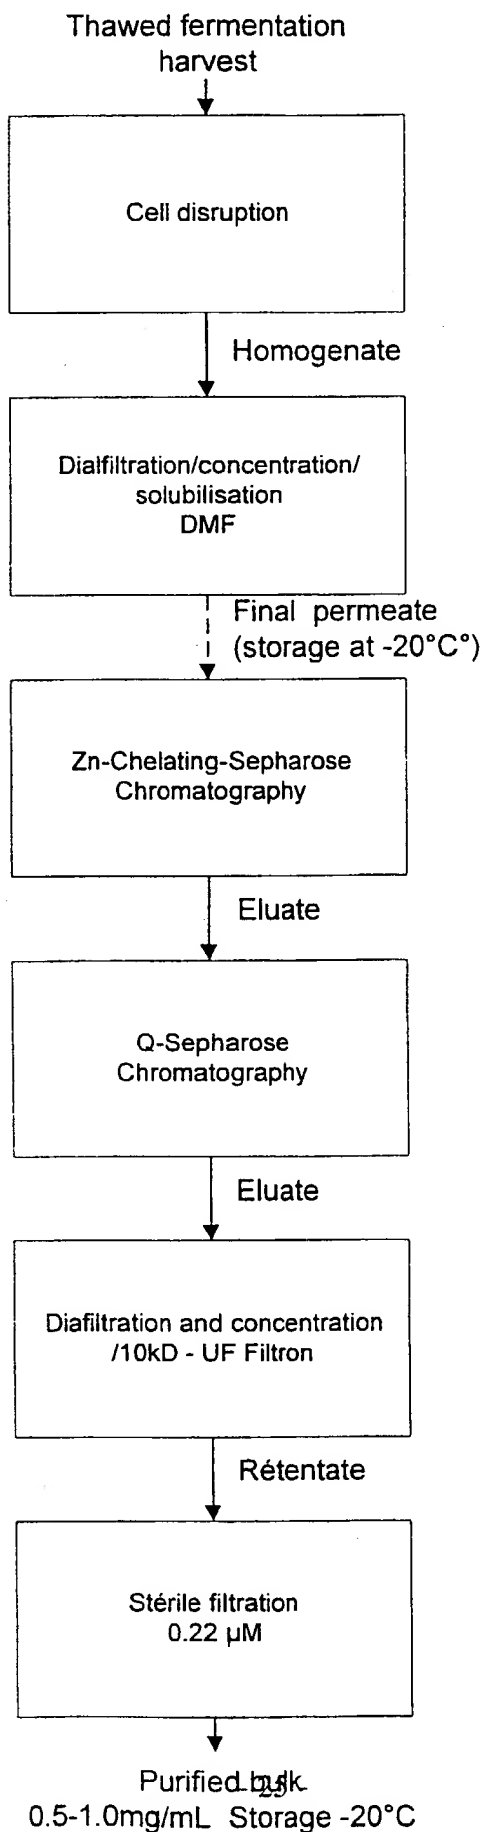 Thawed fermentation
harvest
Cell disruption
Homogenate
Dialfiltration/concentration/
solubilisation
DMF
Final permeate
(storage at -20°C°)
Zn-Chelating-Sepharose
Chromatography
Eluate
Q-Sepharose
Chromatography
Eluate
Diafiltration and concentration
/10kD - UF Filtron
Rétentate
Stérile filtration
0.22 µM
Purified bulk
- 25 -
0.5-1.0mg/mL Storage -20°C